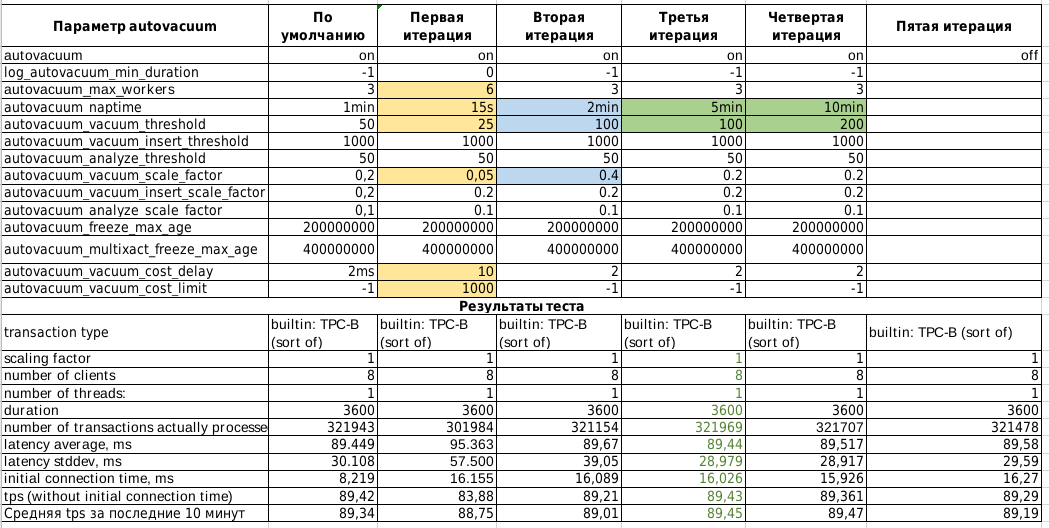 Параметр autovacuum По умолчанию Первая итерация Вторая итерация Третья итерация Четвертая итерация Пятая итерация
autovacuum on on on on on off
log_autovacuum_min_duration -1 0 -1 -1 -1
autovacuum_max_workers 3 6 3 3 3
autovacuum_naptime 1min 15s 2min 5min 10min
autovacuum_vacuum_threshold 50 25 100 100 200
autovacuum_vacuum_insert_threshold 1000 1000 1000 1000 1000
autovacuum_analyze_threshold 50 50 50 50 50
autovacuum_vacuum_scale_factor 0,2 0,05 0.4 0.2 0.2
autovacuum_vacuum_insert_scale_factor 0,2 0.2 0.2 0.2 0.2
autovacuum_analyze_scale_factor 0,1 0.1 0.1 0.1 0.1
autovacuum_freeze_max_age 200000000 200000000 200000000 200000000 200000000
autovacuum_multixact_freeze_max_age 400000000 400000000 400000000 400000000 400000000
autovacuum_vacuum_cost_delay 2ms 10 2 2 2
autovacuum_vacuum_cost_limit -1 1000 -1 -1 -1
Результаты теста
transaction type builtin: TPC-B (sort of) builtin: TPC-B (sort of) builtin: TPC-B (sort of) builtin: TPC-B (sort of) builtin: TPC-B (sort of) builtin: TPC-B (sort of)
scaling factor 1 1 1 1 1 1
number of clients 8 8 8 8 8 8
number of threads: 1 1 1 1 1 1
duration 3600 3600 3600 3600 3600 3600
number of transactions actually processe 321943 301984 321154 321969 321707 321478
latency average, ms 89.449 95.363 89,67 89,44 89,517 89,58
latency stddev, ms 30.108 57.500 39,05 28,979 28,917 29,59
initial connection time, ms 8,219 16.155 16,089 16,026 15,926 16,27
tps (without initial connection time) 89,42 83,88 89,21 89,43 89,361 89,29
Средняя tps за последние 10 минут 89,34 88,75 89,01 89,45 89,47 89,19